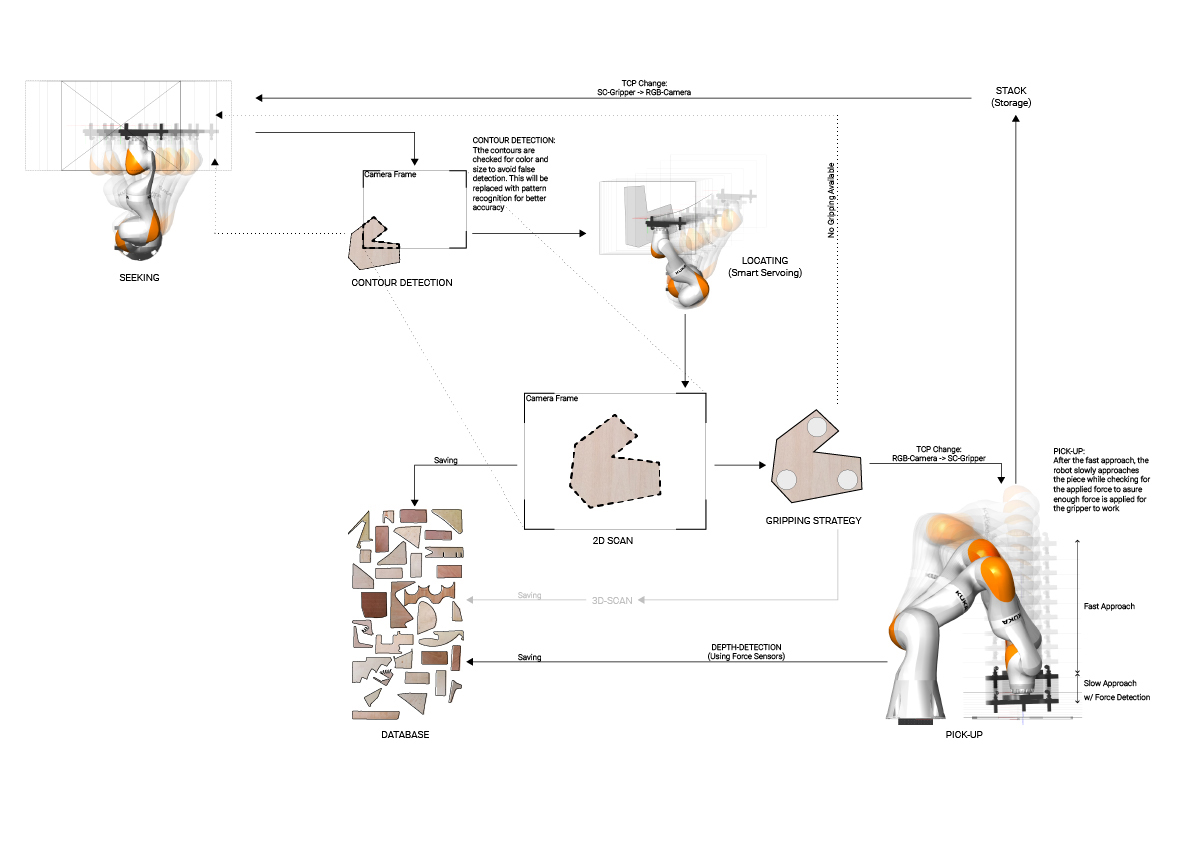 TCP Change:
SC-Gripper -> RGB-Camera
STACK
(Storage)
CONTOUR DETECTION:
Tthe contours are
checked for color and
size to avoid false
detection. This will be
replaced with pattern
recognition for better
accuracy
Camera Frame
No Gripping Available
SEEKING
CONTOUR DETECTION
LOCATING
(Smart Servoing)
KUKA
Camera Frame
Saving
2D SCAN
GRIPPING STRATEGY
TCP Change:
RGB-Camera -> SC-Gripper
PICK-UP:
After the fast approach, the
robot slowly approaches
the piece while checking for
the applied force to asure
enough force is applied for
the gripper to work
Saving
3D-SCAN
KUKA
KUKA
Fast Approach
DEPTH-DETECTION
(Using Force Sensors)
Saving
Slow Approach
w/ Force Detection
DATABASE
PICK-UP